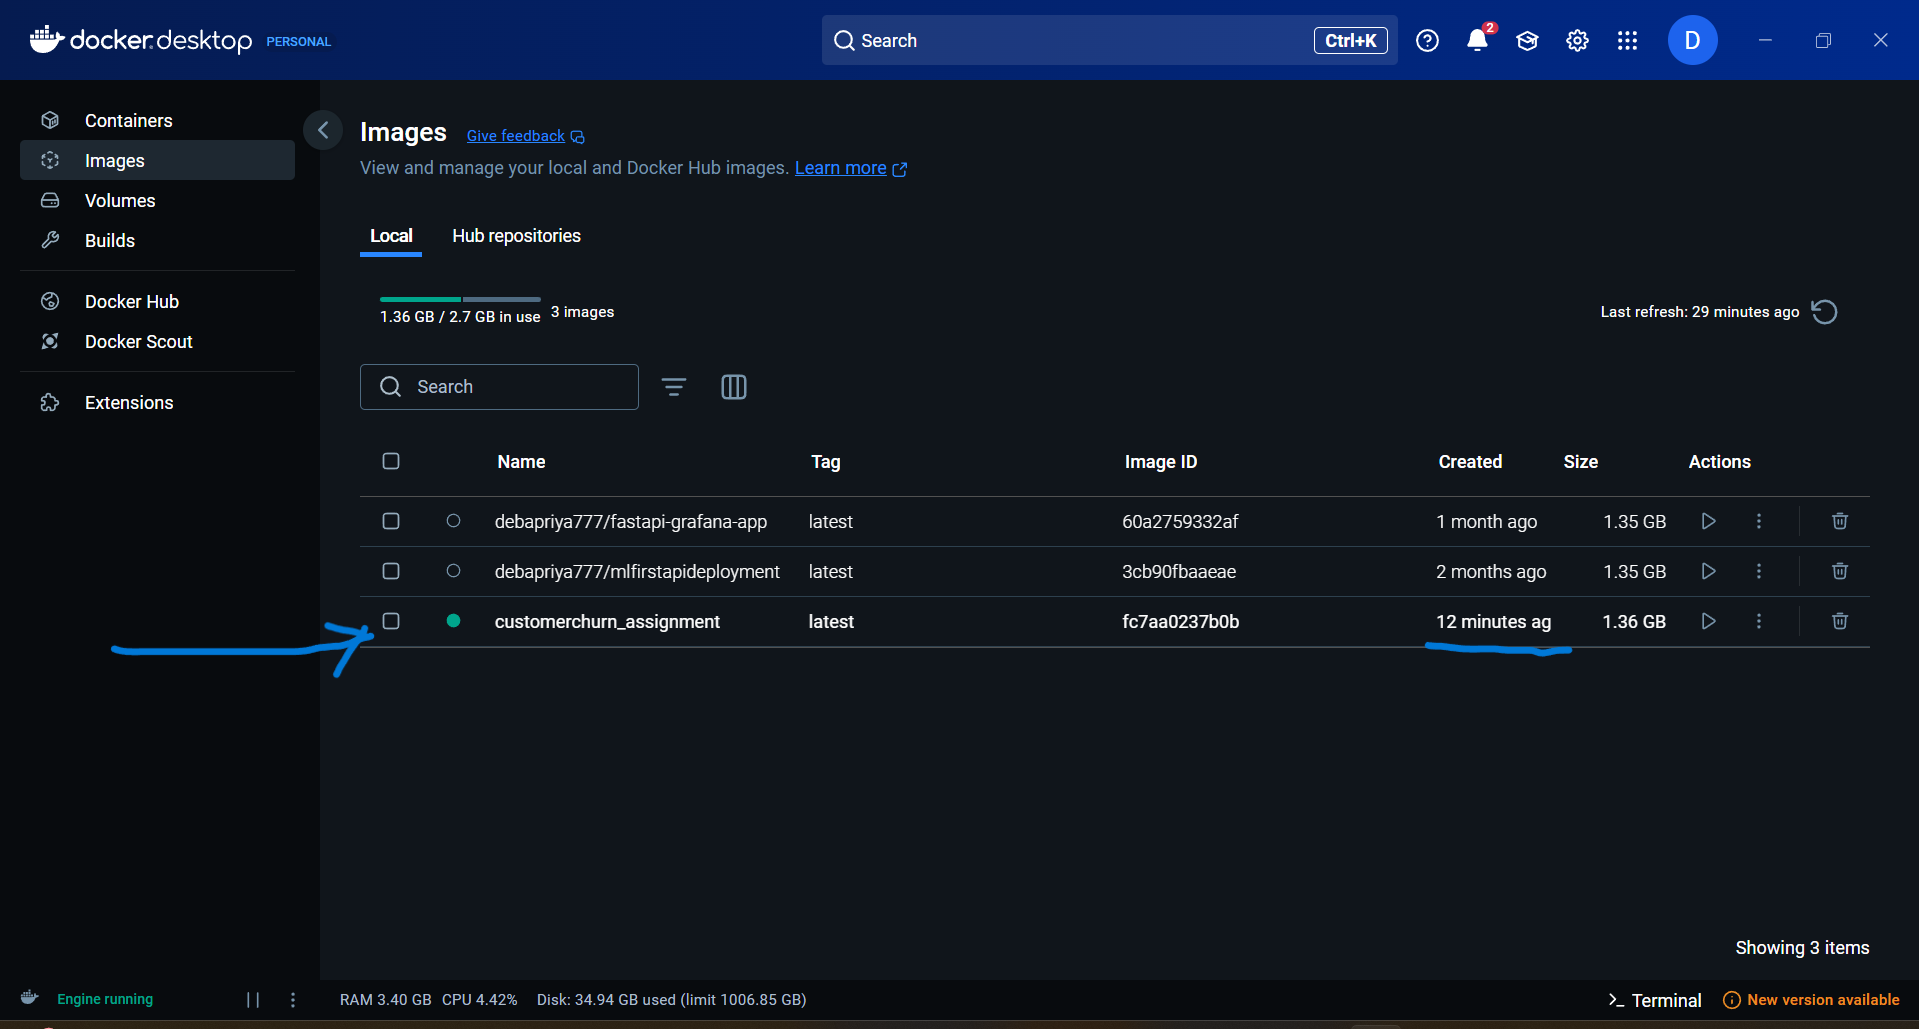 docker.desktop PERSONAL
Search Ctrl+K 2 D
Containers
Images
Volumes
Builds
Docker Hub
Docker Scout
Extensions
Images Give feedback
View and manage your local and Docker Hub images. Learn more
Local Hub repositories
1.36 GB / 2.7 GB in use 3 images
Last refresh: 29 minutes ago
Search
Name Tag Image ID Created Size Actions
debapriya777/fastapi-grafana-app latest 60a2759332af 1 month ago 1.35 GB
debapriya777/mlfirstapideployment latest 3cb90fbaaeae 2 months ago 1.35 GB
customerchurn_assignment latest fc7aa0237b0b 12 minutes ag 1.36 GB
Showing 3 items
Engine running RAM 3.40 GB CPU 4.42% Disk: 34.94 GB used (limit 1006.85 GB) Terminal New version available